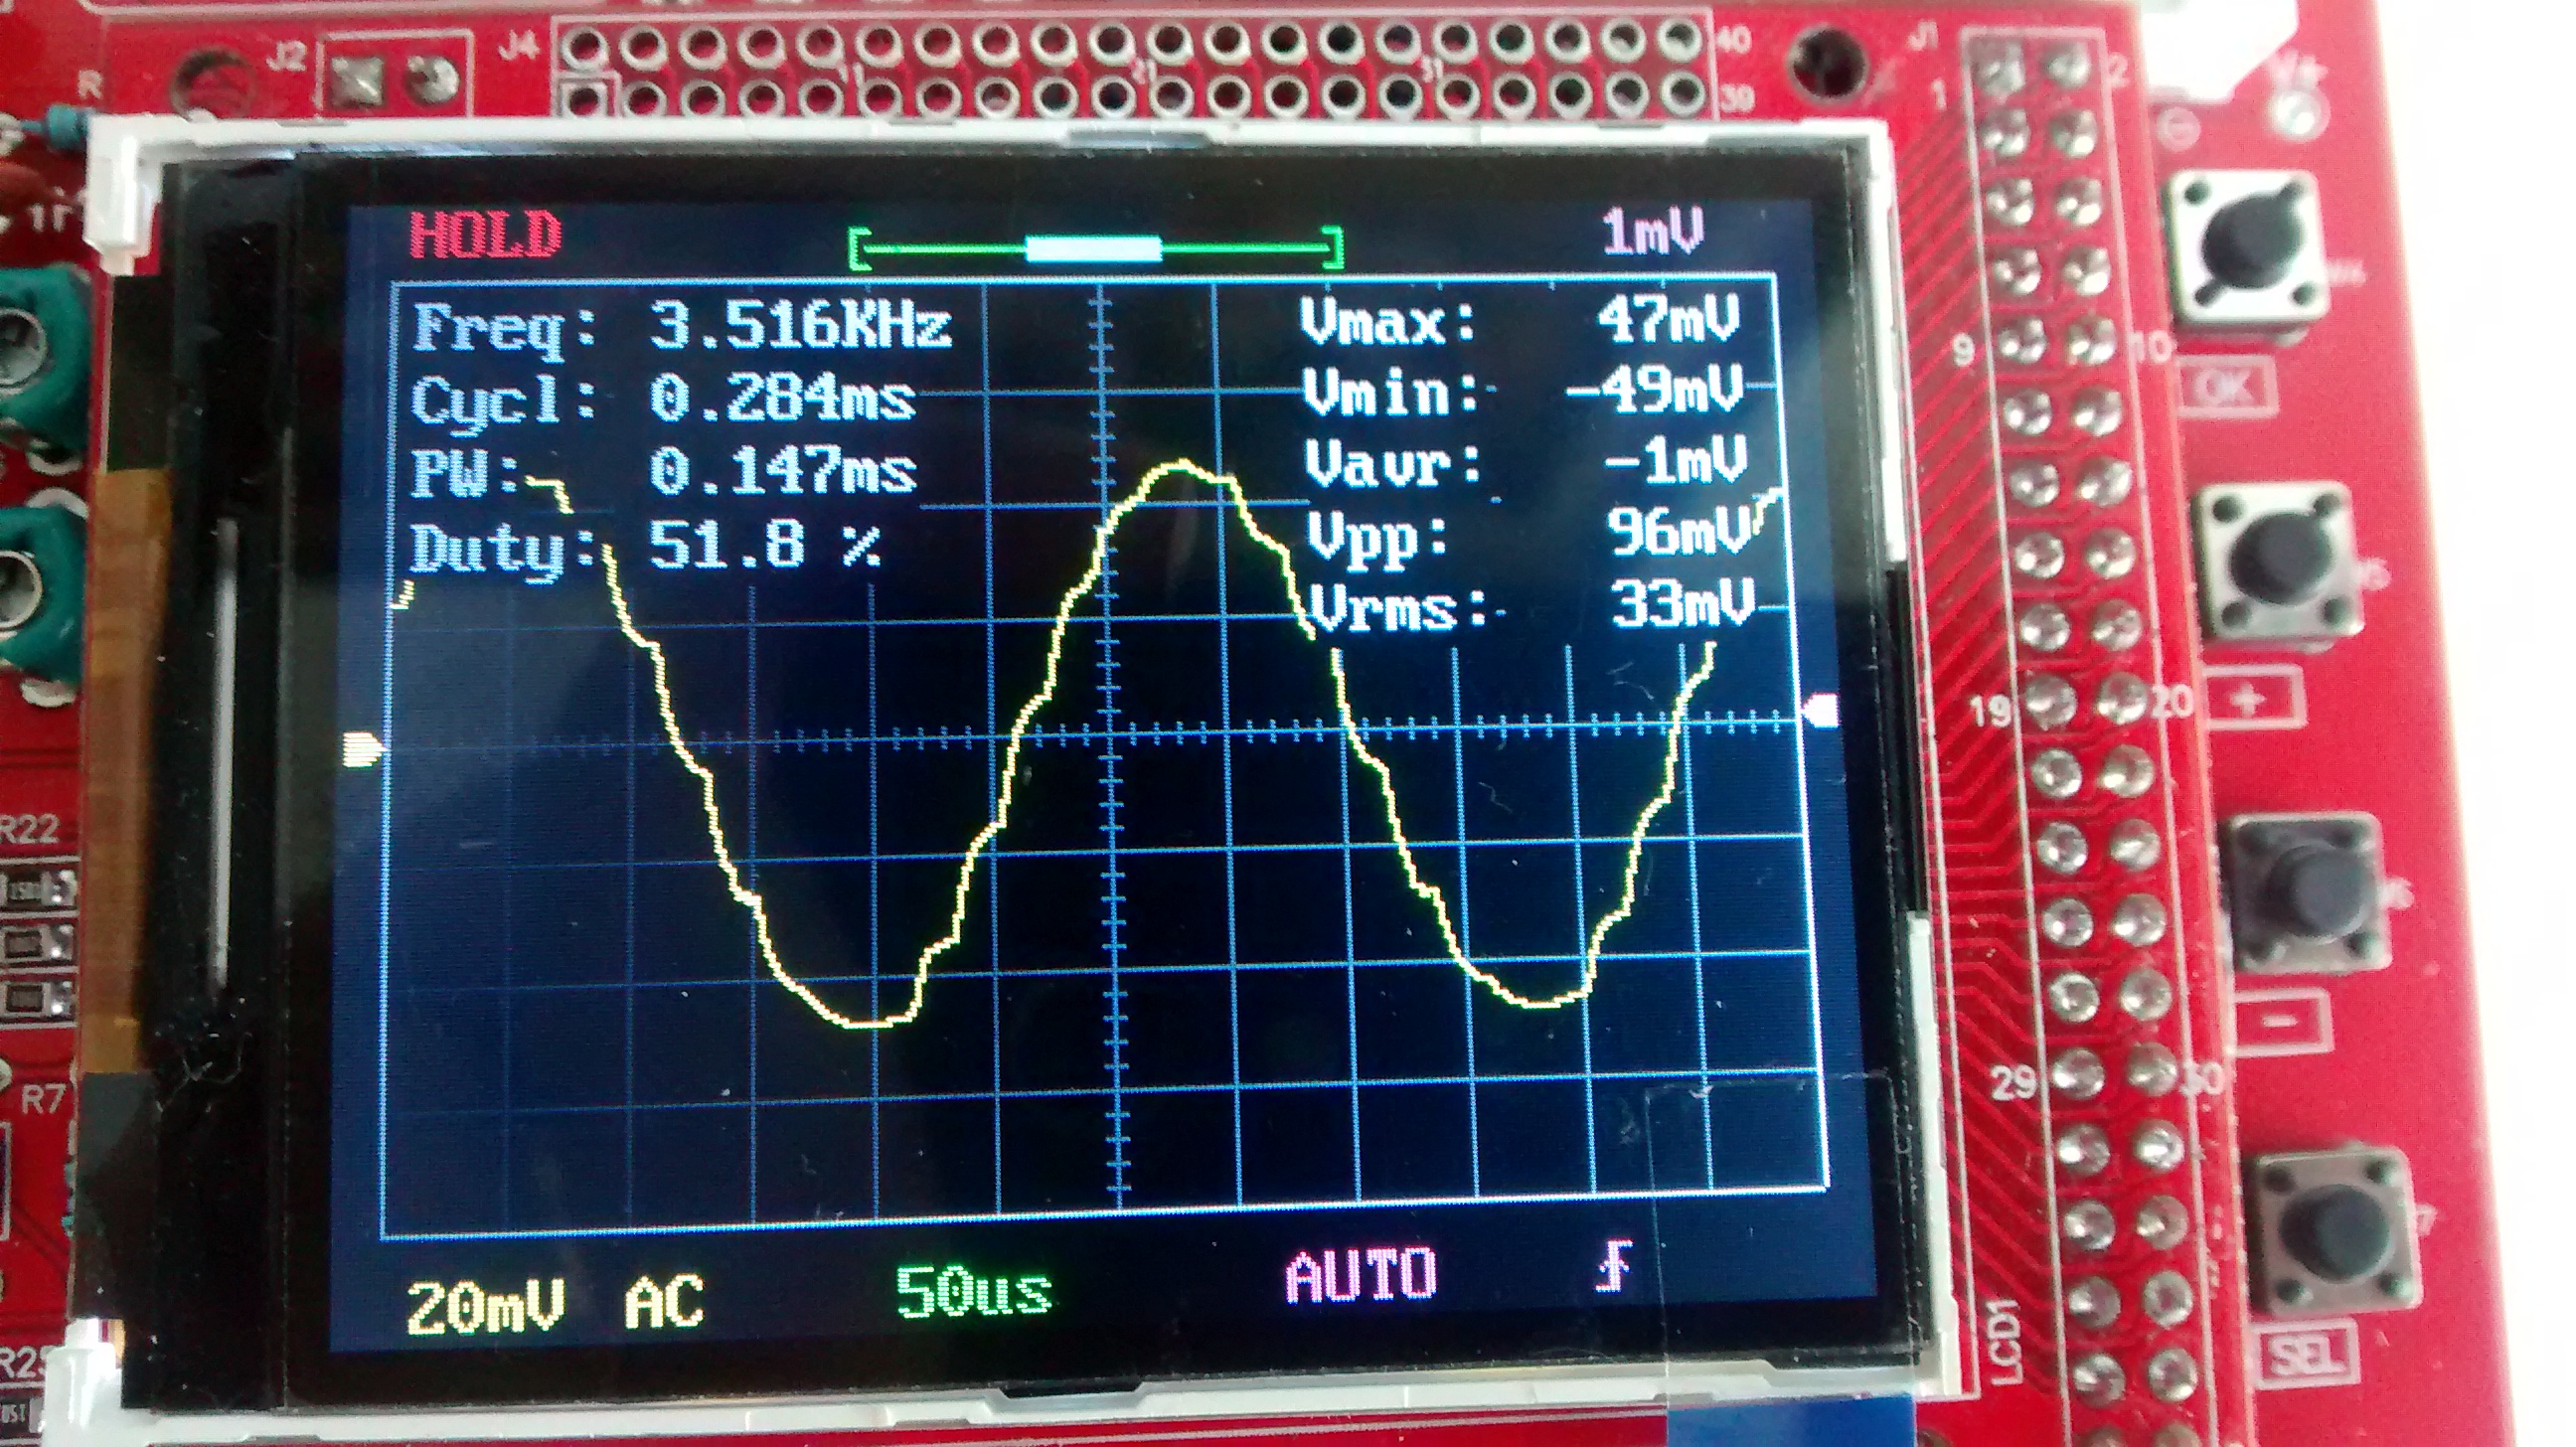 J2
J4
40
39
J1
1
2
V+
R
HOLD
1mV
Freq: 3.516KHz
Cycl: 0.284ms
PW: 0.147ms
Duty: 51.8 %
Vmax: 47mV
Vmin: -49mV
Vavr: -1mV
Vpp: 96mV
Vrms: 33mV
20mV AC 50us AUTO
9
10
OK
19
20
+
-
29
30
LCD1
SEL
R22
R7
R25